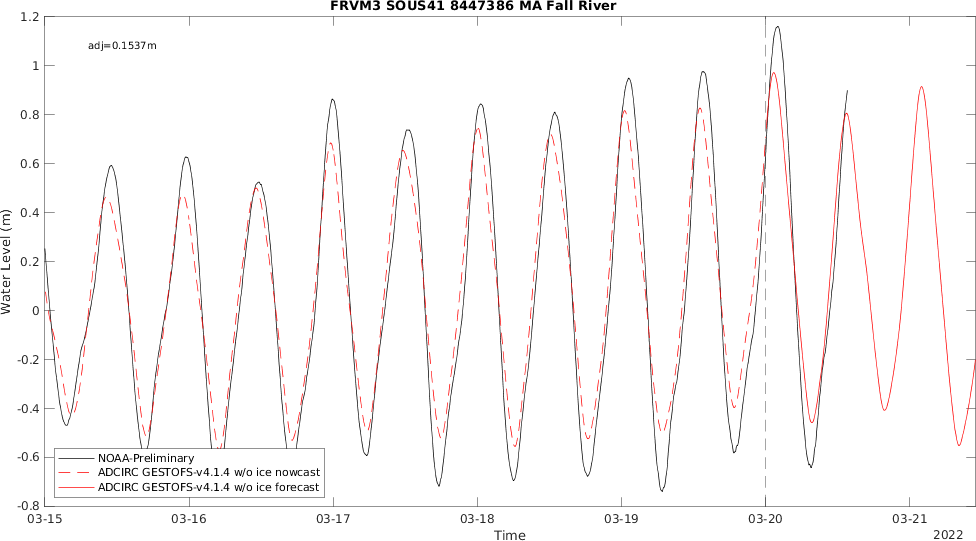 FRVM3 SOUS41 8447386 MA Fall River
adj=0.1537m
1.2
1
0.8
0.6
0.4
0.2
0
-0.2
-0.4
-0.6
-0.8
Water Level (m)
NOAA-Preliminary
ADCIRC GESTOFS-v4.1.4 w/o ice nowcast
ADCIRC GESTOFS-v4.1.4 w/o ice forecast
03-15 03-16 03-17 03-18 03-19 03-20 03-21
Time
2022